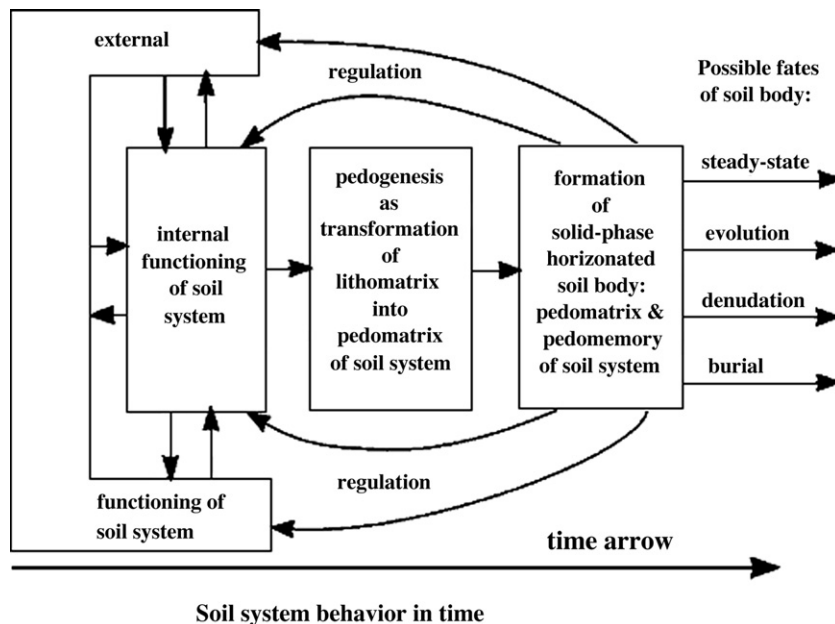 external
regulation
Possible fates
of soil body:
internal
functioning
of soil
system
pedogenesis
as
transformation
of
lithomatrix
into
pedomatrix
of soil system
formation
of
solid-phase
horizonated
soil body:
pedomatrix &
pedomemory
of soil system
steady-state
evolution
denudation
burial
functioning of
soil system
regulation
time arrow
Soil system behavior in time